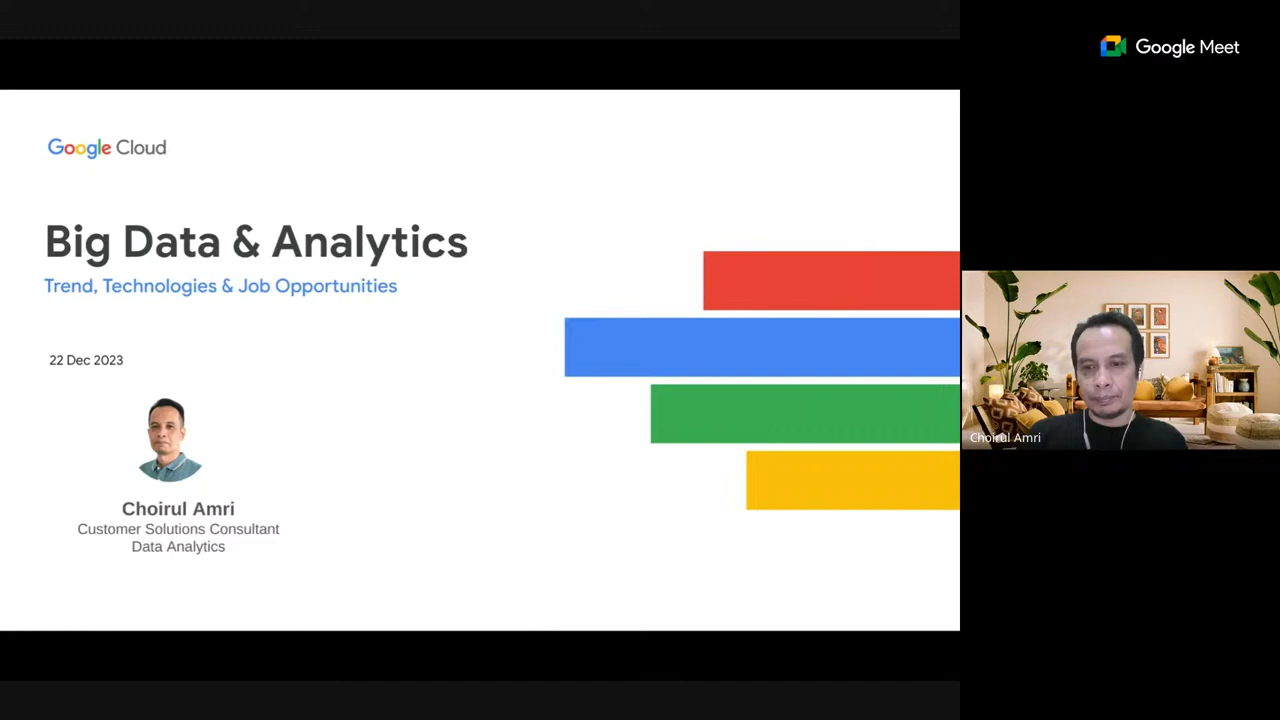 Google Meet
Google Cloud
Big Data & Analytics
Trend, Technologies & Job Opportunities
22 Dec 2023
Choirul Amri
Customer Solutions Consultant
Data Analytics
Choirul Amri